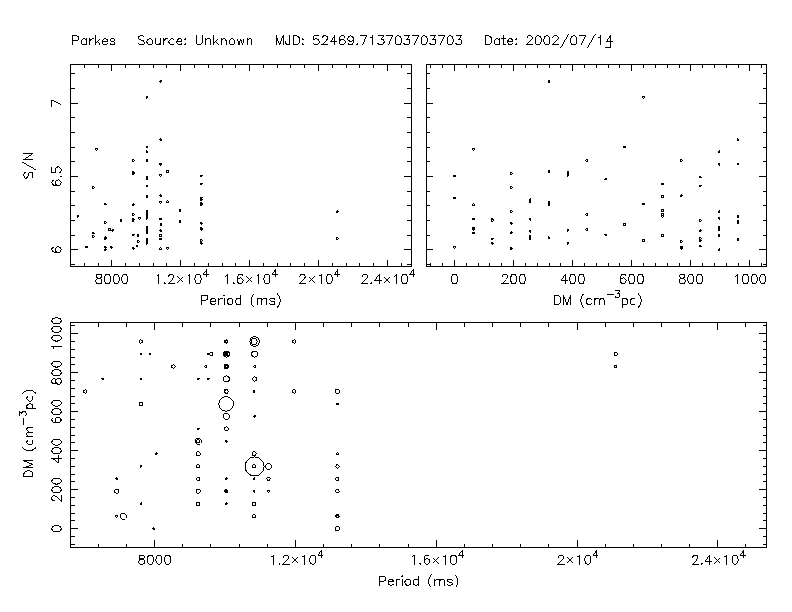 Parkes Source: Unknown MJD: 52469.713703703703 Date: 2002/07/14
S/N
7
6.5
6
8000 1.2×10⁴ 1.6×10⁴ 2×10⁴ 2.4×10⁴
Period (ms)
0 200 400 600 800 1000
DM (cm⁻³pc)
DM (cm⁻³pc)
1000
800
600
400
200
0
8000 1.2×10⁴ 1.6×10⁴ 2×10⁴ 2.4×10⁴
Period (ms)